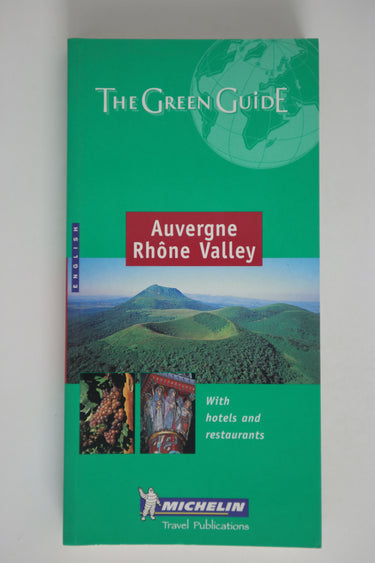 THE GREEN GUIDE
Auvergne
Rhône Valley
ENGLISH
With
hotels and
restaurants
MICHELIN
Travel Publications